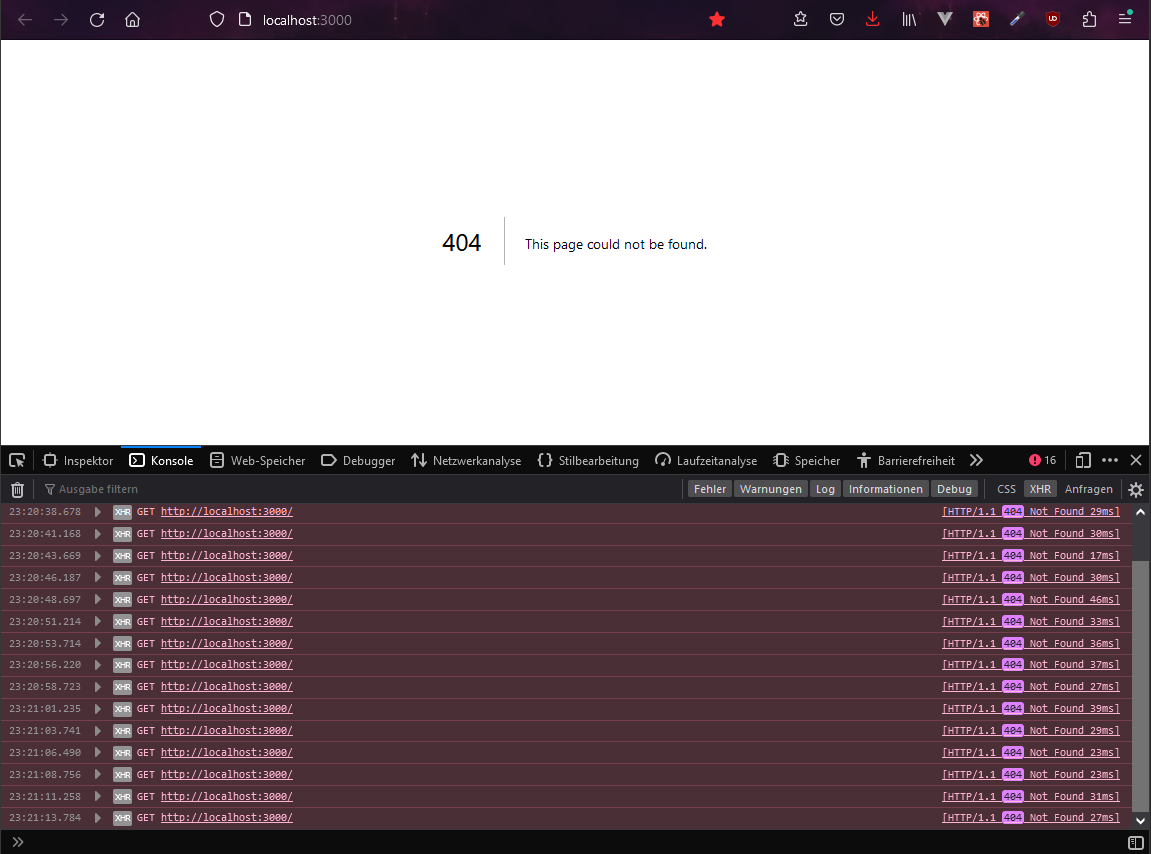 localhost:3000
404
This page could not be found.
Inspektor Konsole Web-Speicher Debugger Netzwerkanalyse Stilbearbeitung Laufzeitanalyse Speicher Barrierefreiheit 16
Ausgabe filtern Fehler Warnungen Log Informationen Debug CSS XHR Anfragen
23:20:38.678 XHR GET http://localhost:3000/ [HTTP/1.1 404 Not Found 29ms]
23:20:41.168 XHR GET http://localhost:3000/ [HTTP/1.1 404 Not Found 30ms]
23:20:43.669 XHR GET http://localhost:3000/ [HTTP/1.1 404 Not Found 17ms]
23:20:46.187 XHR GET http://localhost:3000/ [HTTP/1.1 404 Not Found 30ms]
23:20:48.697 XHR GET http://localhost:3000/ [HTTP/1.1 404 Not Found 46ms]
23:20:51.214 XHR GET http://localhost:3000/ [HTTP/1.1 404 Not Found 33ms]
23:20:53.714 XHR GET http://localhost:3000/ [HTTP/1.1 404 Not Found 36ms]
23:20:56.220 XHR GET http://localhost:3000/ [HTTP/1.1 404 Not Found 37ms]
23:20:58.723 XHR GET http://localhost:3000/ [HTTP/1.1 404 Not Found 27ms]
23:21:01.235 XHR GET http://localhost:3000/ [HTTP/1.1 404 Not Found 39ms]
23:21:03.741 XHR GET http://localhost:3000/ [HTTP/1.1 404 Not Found 29ms]
23:21:06.490 XHR GET http://localhost:3000/ [HTTP/1.1 404 Not Found 23ms]
23:21:08.756 XHR GET http://localhost:3000/ [HTTP/1.1 404 Not Found 23ms]
23:21:11.258 XHR GET http://localhost:3000/ [HTTP/1.1 404 Not Found 31ms]
23:21:13.784 XHR GET http://localhost:3000/ [HTTP/1.1 404 Not Found 27ms]